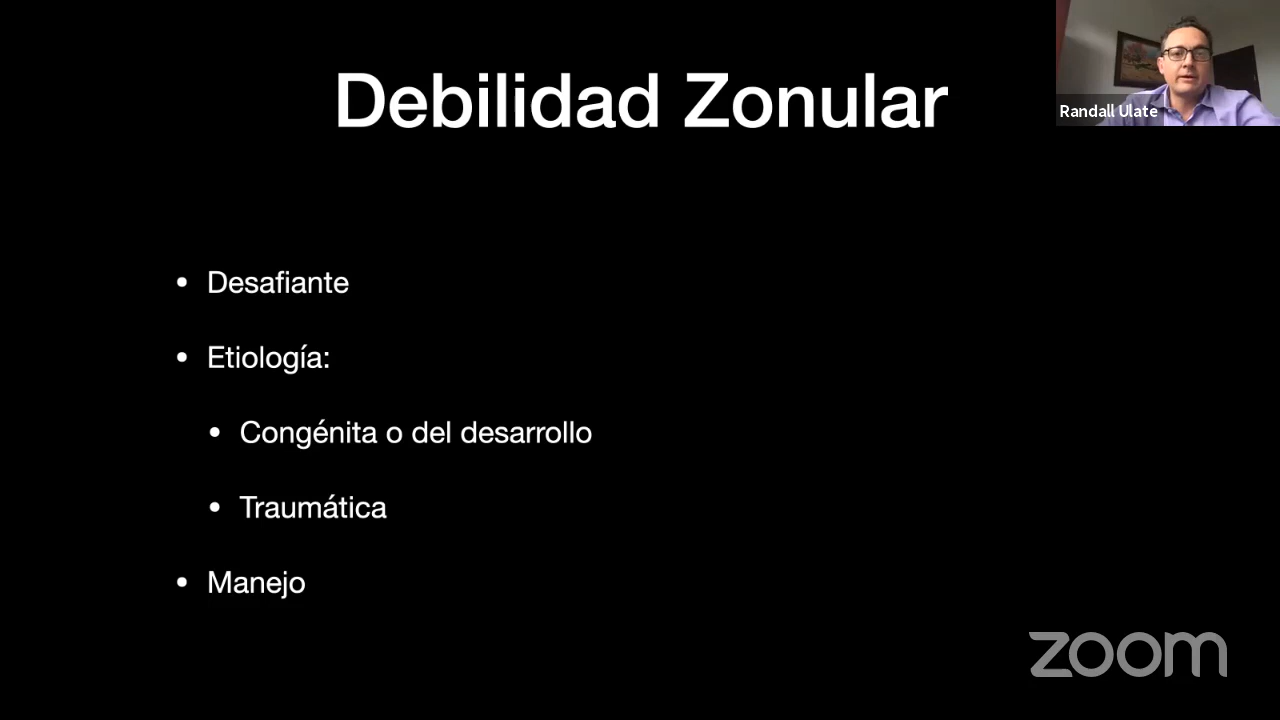 Debilidad Zonular
Randall Ulate
• Desafiante
• Etiología:
• Congénita o del desarrollo
• Traumática
• Manejo
zoom